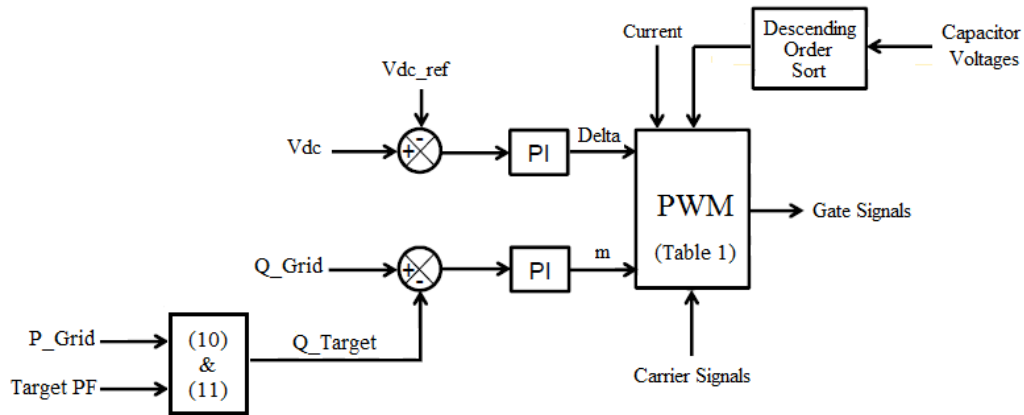 Current
Descending
Order
Sort
Capacitor
Voltages
Vdc_ref
Vdc
+
-
PI
Delta
PWM
(Table 1)
Gate Signals
Q_Grid
+
-
PI
m
P_Grid
Target PF
(10)
&
(11)
Q_Target
Carrier Signals